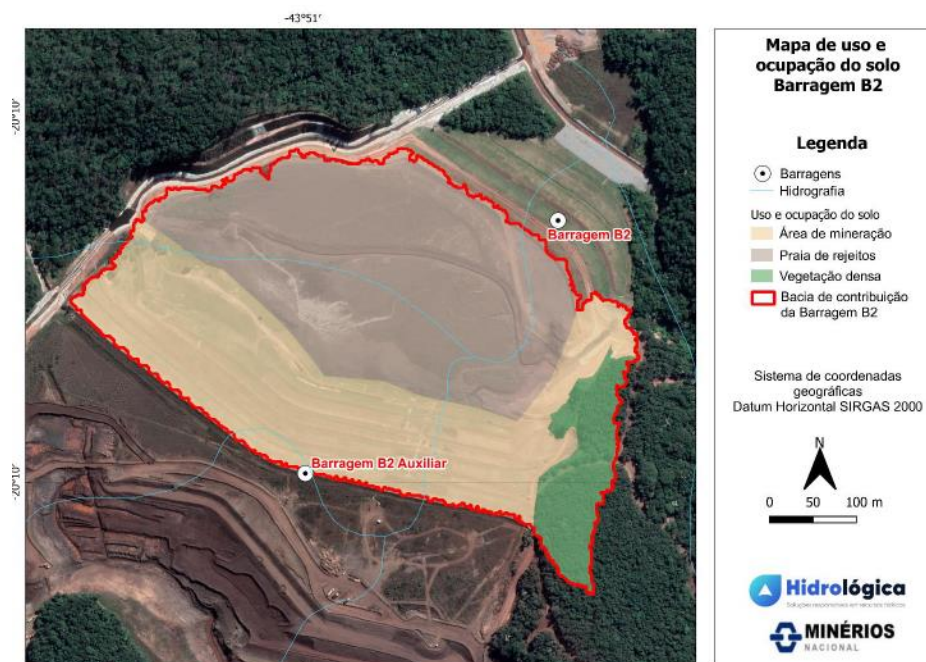 -43°51'
-20°10'
-20°10'
Barragem B2
Barragem B2 Auxiliar
Mapa de uso e
ocupação do solo
Barragem B2
Legenda
Barragens
Hidrografia
Uso e ocupação do solo
Área de mineração
Praia de rejeitos
Vegetação densa
Bacia de contribuição
da Barragem B2
Sistema de coordenadas
geográficas
Datum Horizontal SIRGAS 2000
N
0 50 100 m
Hidrológica
MINÉRIOS
NACIONAL